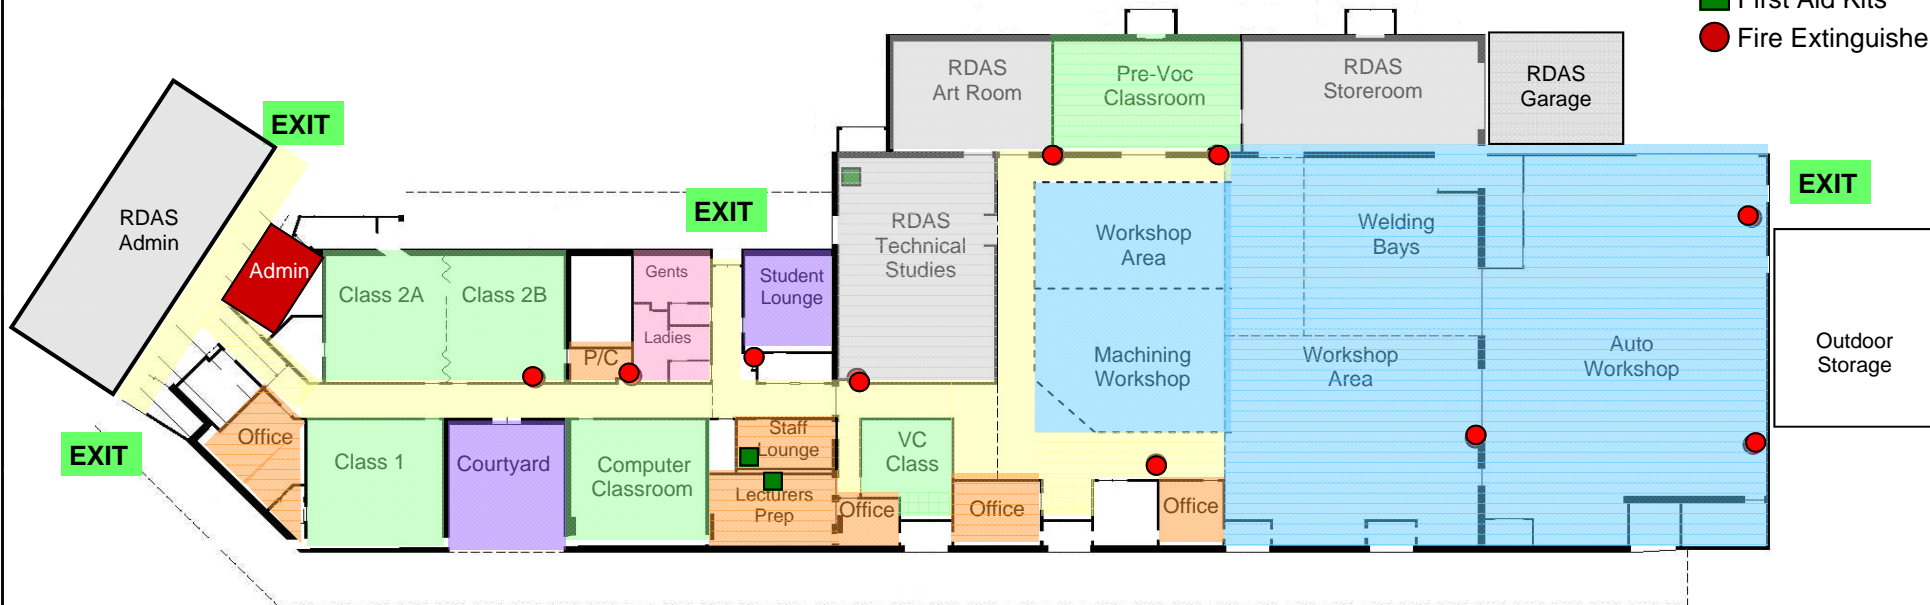 First Aid Kits
Fire Extinguishe
EXIT
RDAS
Art Room
Pre-Voc
Classroom
RDAS
Storeroom
RDAS
Garage
EXIT
EXIT
RDAS
Admin
Admin
Class 2A
Class 2B
Gents
Ladies
P/C
Student
Lounge
RDAS
Technical
Studies
Workshop
Area
Welding
Bays
Machining
Workshop
Workshop
Area
Auto
Workshop
Outdoor
Storage
EXIT
Office
Class 1
Courtyard
Computer
Classroom
Staff
Lounge
Lecturers
Prep
VC
Class
Office
Office
Office